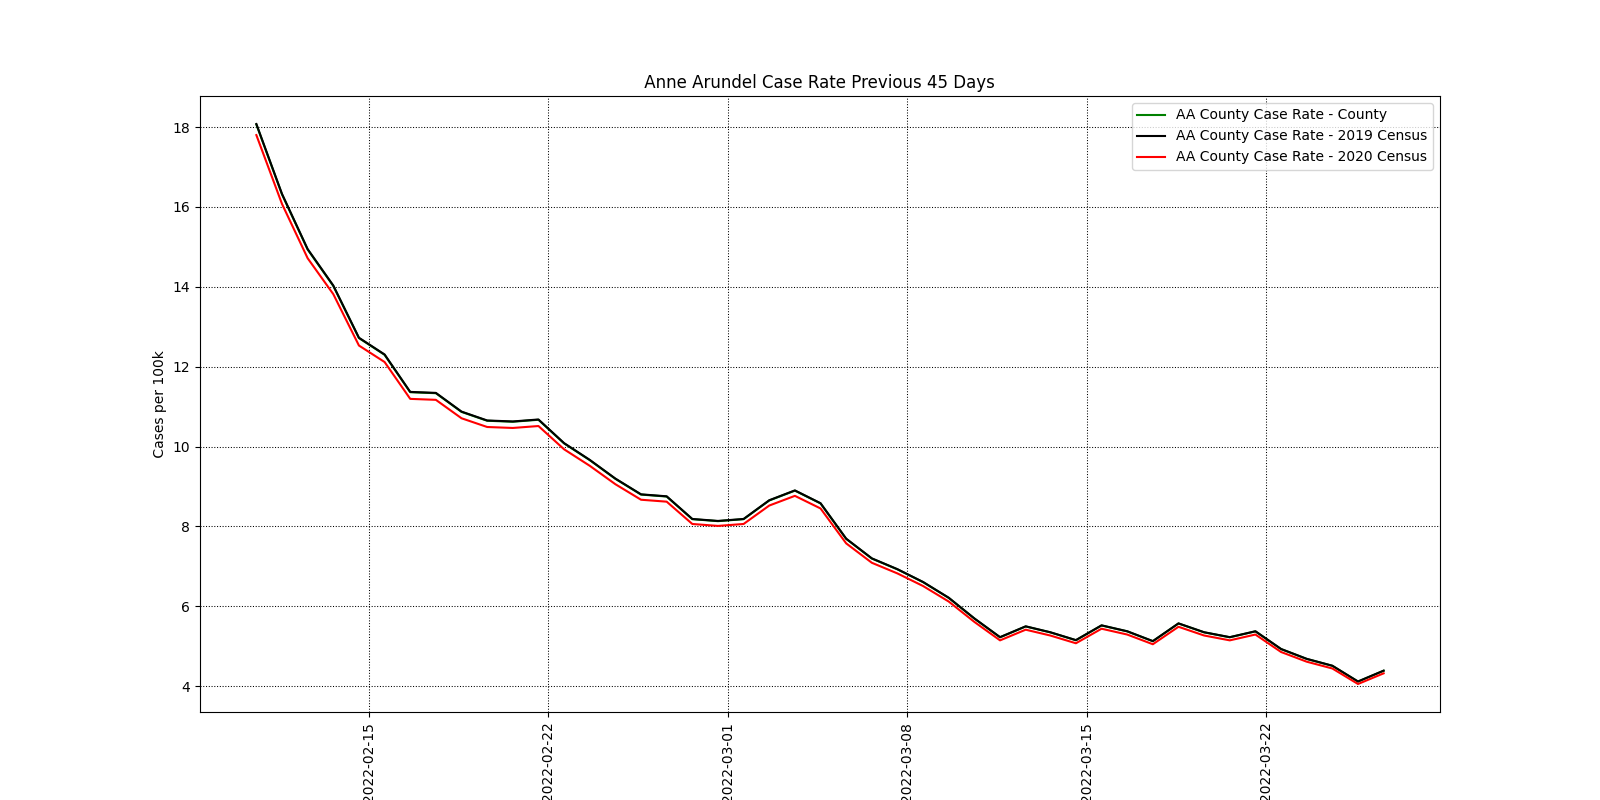 Anne Arundel Case Rate Previous 45 Days
AA County Case Rate - County
AA County Case Rate - 2019 Census
AA County Case Rate - 2020 Census
18
16
14
12
10
8
6
4
Cases per 100k
2022-02-15
2022-02-22
2022-03-01
2022-03-08
2022-03-15
2022-03-22